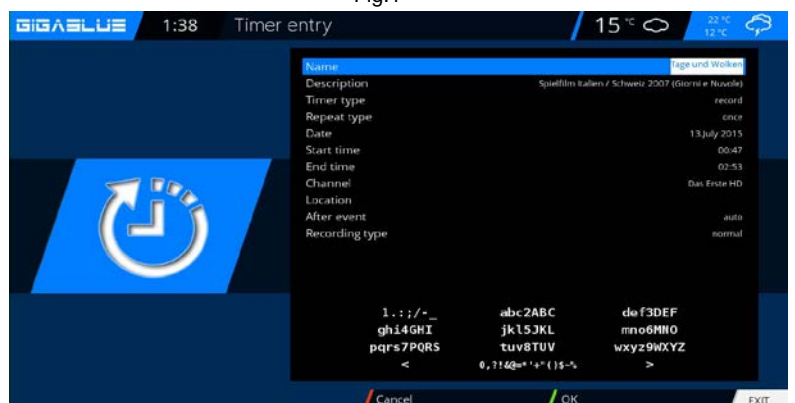 GIGABLUE 1:38 Timer entry 15 °C 22 °C
12 °C
Name Tage und Wolken
Description Spielfilm Italien / Schweiz 2007 (Giorni e Nuvole)
Timer type record
Repeat type once
Date 13.July 2015
Start time 00:47
End time 02:53
Channel Das Erste HD
Location
After event auto
Recording type normal
1.:;/-_ abc2ABC def3DEF
ghi4GHI jkl5JKL mno6MNO
pqrs7PQRS tuv8TUV wxyz9WXYZ
< >
Cancel OK EXIT